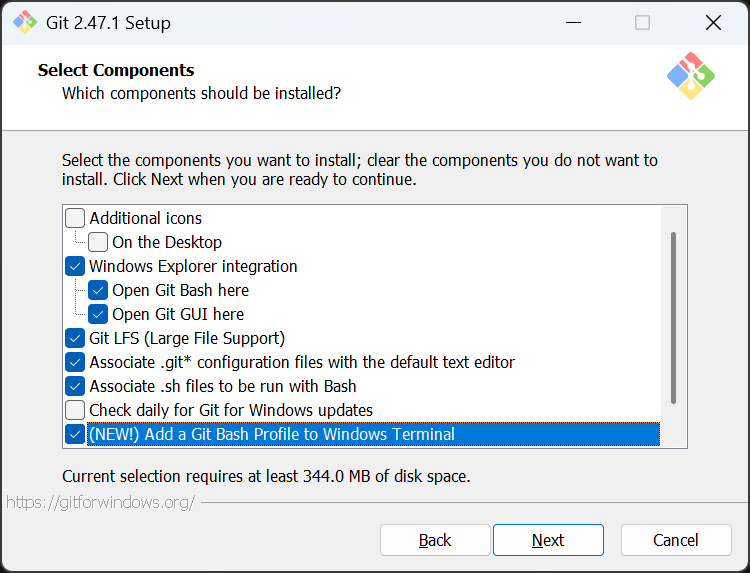 Git 2.47.1 Setup
Select Components
Which components should be installed?
Select the components you want to install; clear the components you do not want to
install. Click Next when you are ready to continue.
Additional icons
On the Desktop
Windows Explorer integration
Open Git Bash here
Open Git GUI here
Git LFS (Large File Support)
Associate .git* configuration files with the default text editor
Associate .sh files to be run with Bash
Check daily for Git for Windows updates
(NEW!) Add a Git Bash Profile to Windows Terminal
Current selection requires at least 344.0 MB of disk space.
https://gitforwindows.org/
Back Next Cancel